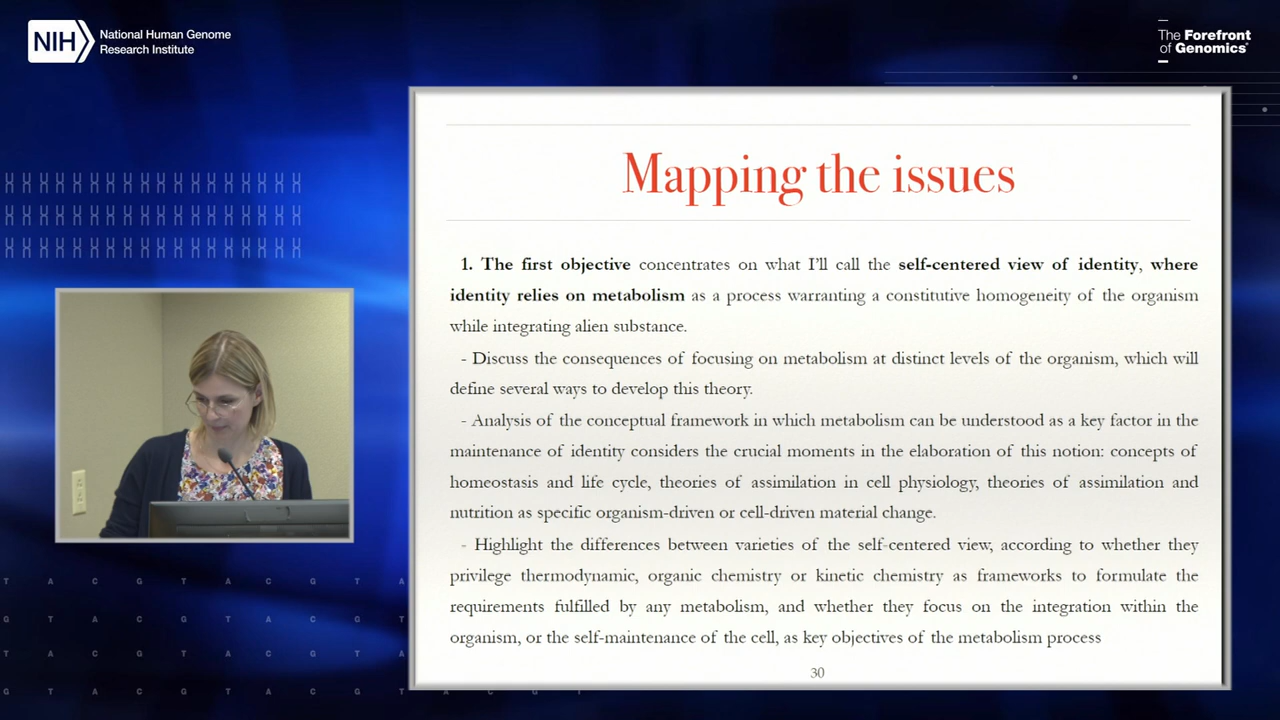 NIH
National Human Genome
Research Institute
The Forefront
of Genomics®
Mapping the issues
1. The first objective concentrates on what I’ll call the self-centered view of identity, where
identity relies on metabolism as a process warranting a constitutive homogeneity of the organism
while integrating alien substance.
- Discuss the consequences of focusing on metabolism at distinct levels of the organism, which will
define several ways to develop this theory.
- Analysis of the conceptual framework in which metabolism can be understood as a key factor in the
maintenance of identity considers the crucial moments in the elaboration of this notion: concepts of
homeostasis and life cycle, theories of assimilation in cell physiology, theories of assimilation and
nutrition as specific organism-driven or cell-driven material change.
- Highlight the differences between varieties of the self-centered view, according to whether they
privilege thermodynamic, organic chemistry or kinetic chemistry as frameworks to formulate the
requirements fulfilled by any metabolism, and whether they focus on the integration within the
organism, or the self-maintenance of the cell, as key objectives of the metabolism process
30
T A C G T A C G T A
G T A C G T A C G
T A C G T A C G T A
G T A C G T A C G T A C G T